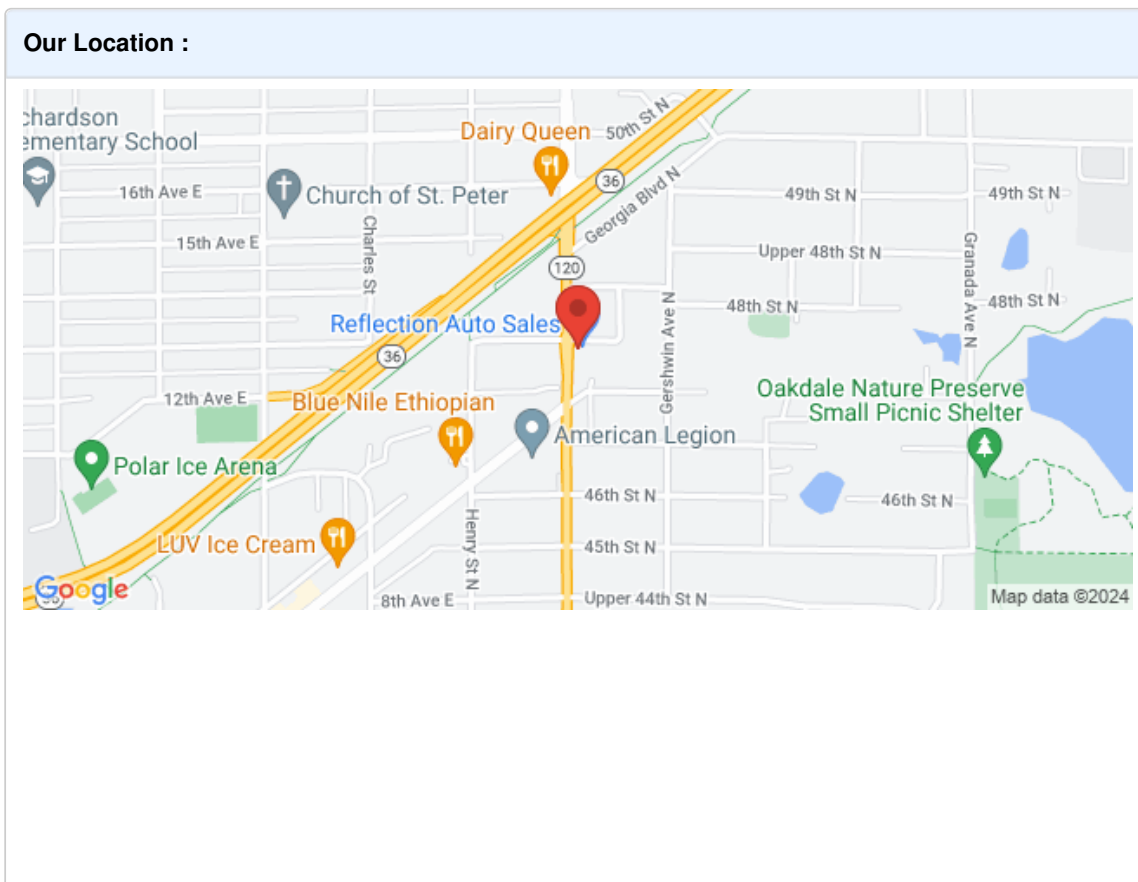 Our Location :
chardson
ementary School
Dairy Queen
50th St N
16th Ave E
Church of St. Peter
36
Georgia Blvd N
49th St N
49th St N
15th Ave E
Charles St
120
Upper 48th St N
Granada Ave N
48th St N
48th St N
Reflection Auto Sales
36
Gershwin Ave N
12th Ave E
Blue Nile Ethiopian
Oakdale Nature Preserve
Small Picnic Shelter
American Legion
Polar Ice Arena
46th St N
46th St N
LUV Ice Cream
Henry St N
45th St N
Google
8th Ave E
Upper 44th St N
Map data ©2024